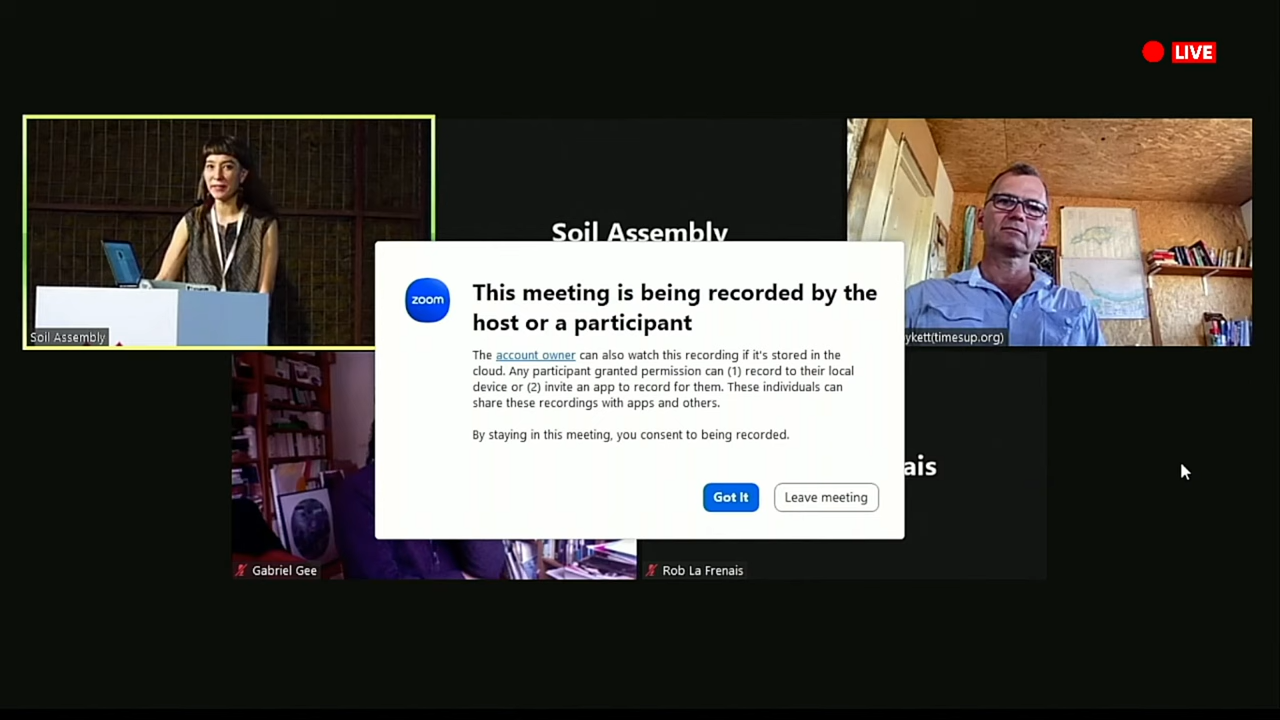 LIVE
Soil Assembly
Soil Assembly
ykett(timesup.org)
zoom
This meeting is being recorded by the
host or a participant
The account owner can also watch this recording if it's stored in the
cloud. Any participant granted permission can (1) record to their local
device or (2) invite an app to record for them. These individuals can
share these recordings with apps and others.
By staying in this meeting, you consent to being recorded.
ais
Got It
Leave meeting
Gabriel Gee
Rob La Frenais